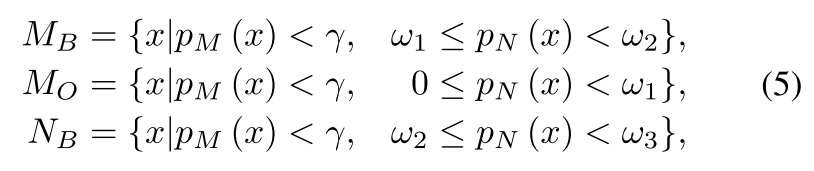 M_B = {x|p_M (x) < γ, ω_1 ≤ p_N (x) < ω_2},
M_O = {x|p_M (x) < γ, 0 ≤ p_N (x) < ω_1}, (5)
N_B = {x|p_M (x) < γ, ω_2 ≤ p_N (x) < ω_3},